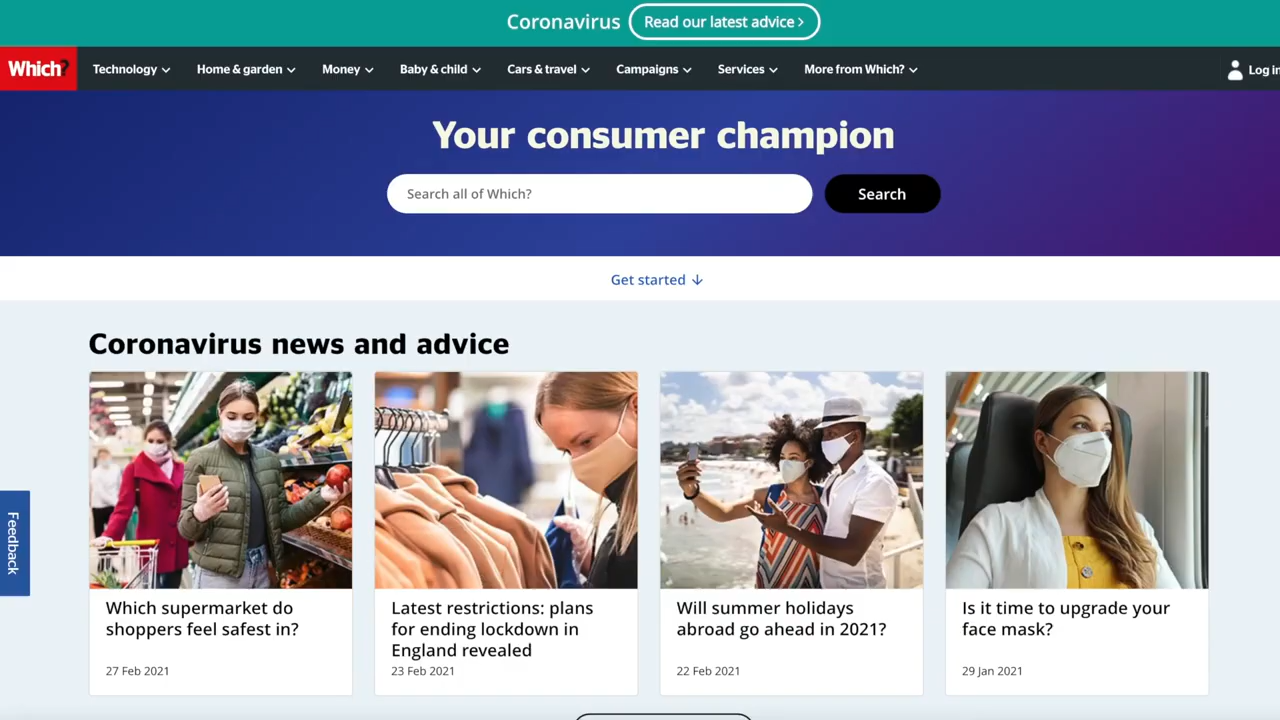 Coronavirus Read our latest advice >
Which?
Technology Home & garden Money Baby & child Cars & travel Campaigns Services More from Which? Log in
Your consumer champion
Search all of Which? Search
Get started ↓
Coronavirus news and advice
Feedback
Which supermarket do
shoppers feel safest in?
27 Feb 2021
Latest restrictions: plans
for ending lockdown in
England revealed
23 Feb 2021
Will summer holidays
abroad go ahead in 2021?
22 Feb 2021
Is it time to upgrade your
face mask?
29 Jan 2021